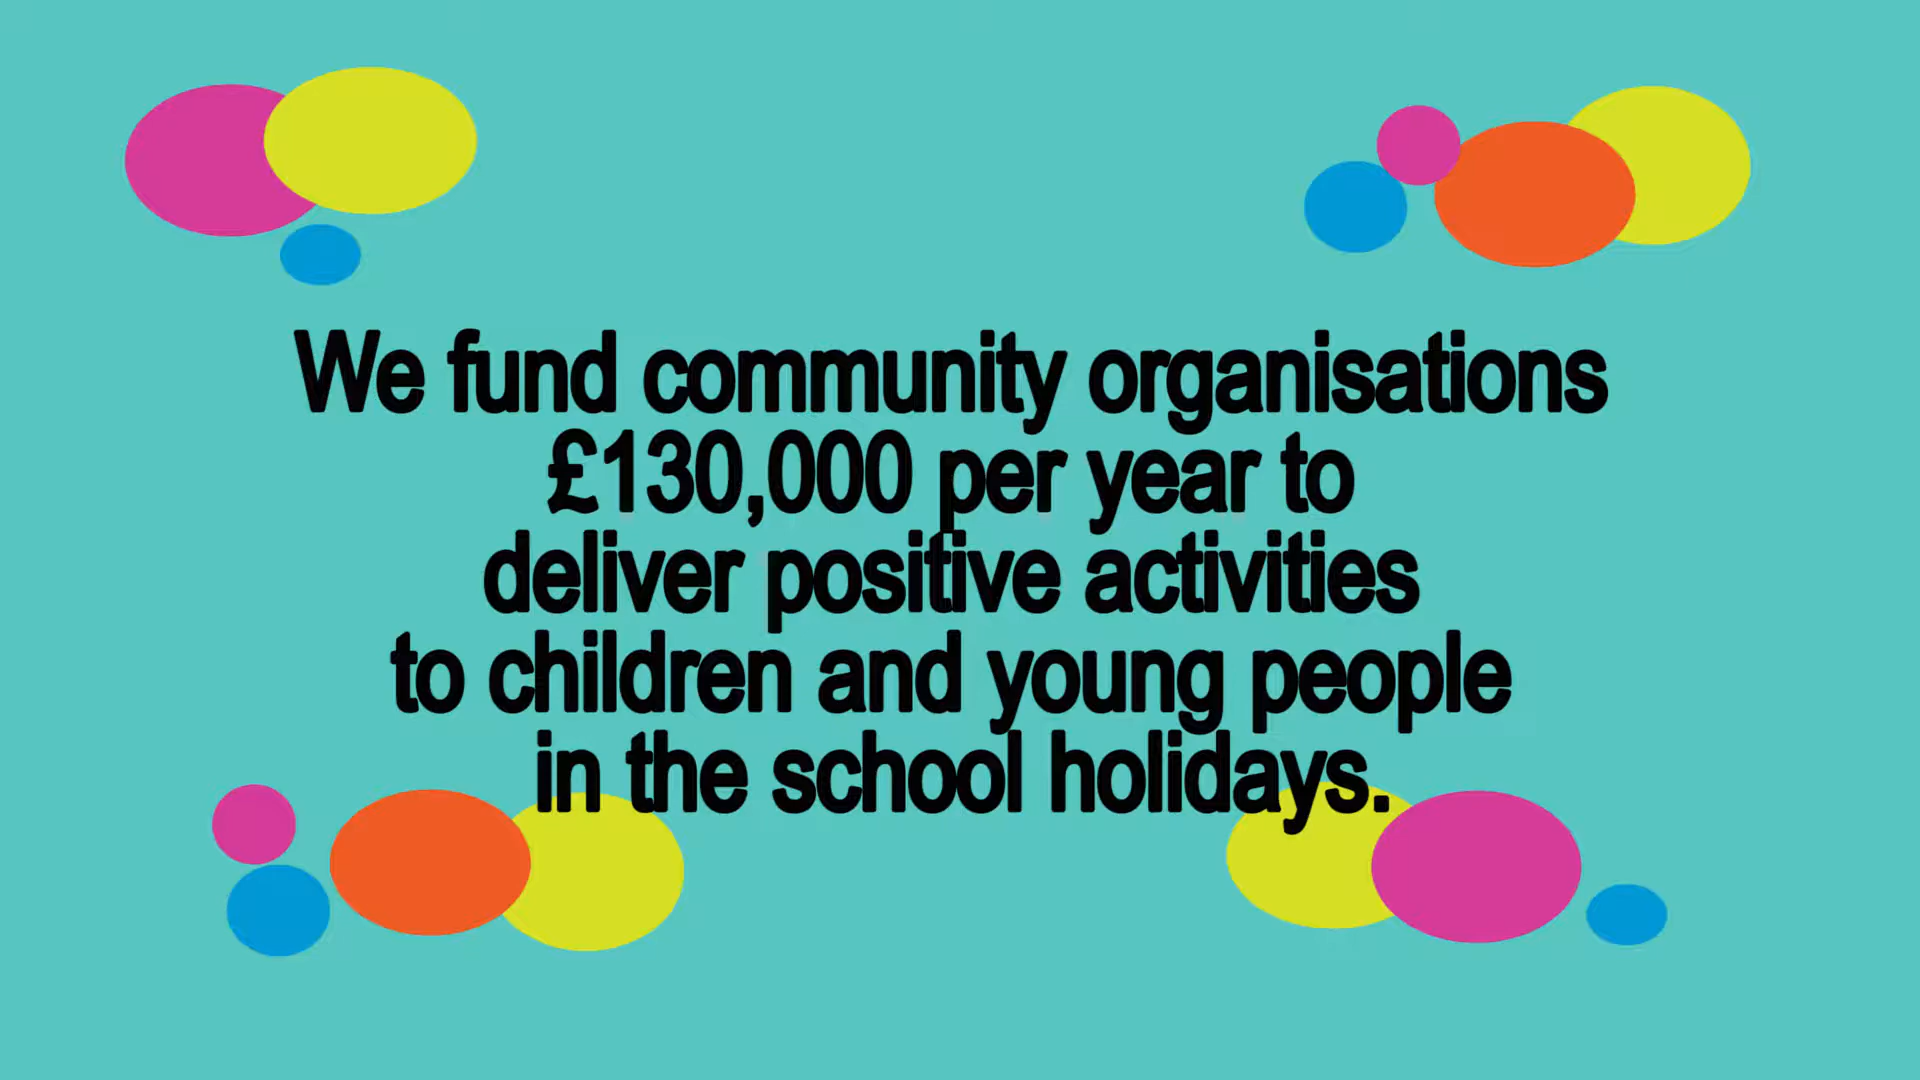 We fund community organisations
£130,000 per year to
deliver positive activities
to children and young people
in the school holidays.